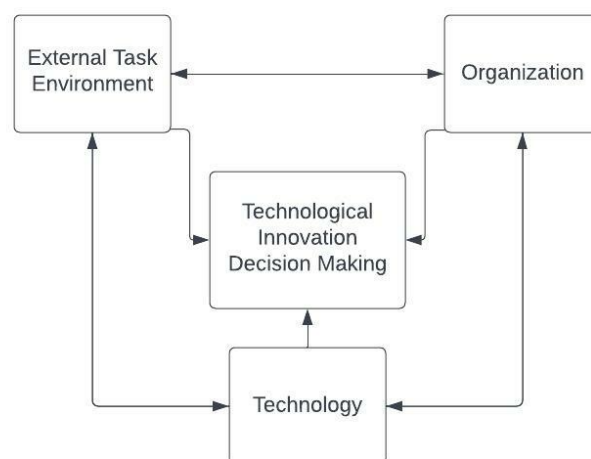 External Task
Environment
Organization
Technological
Innovation
Decision Making
Technology